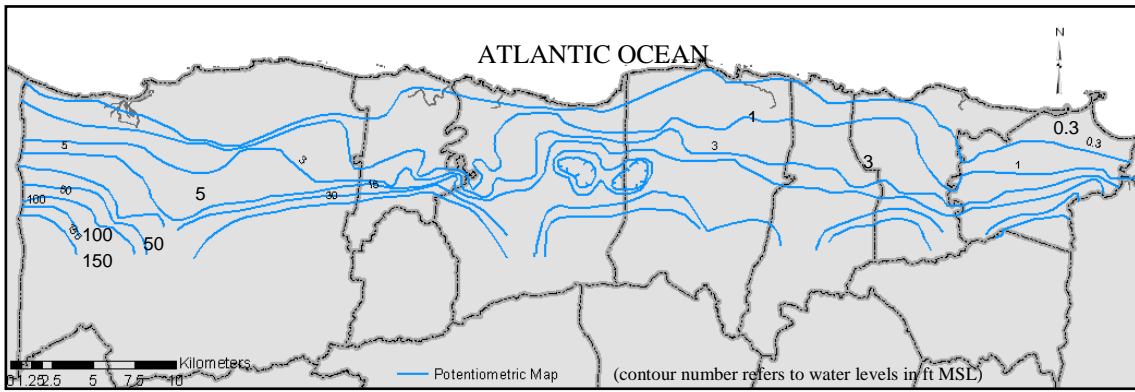 N
ATLANTIC OCEAN
1
0.3
0.3
5
3
3
1
15
3
50
5
30
100
100
50
150
Kilometers
0 1.25 2.5 5 7.5 10
Potentiometric Map
(contour number refers to water levels in ft MSL)